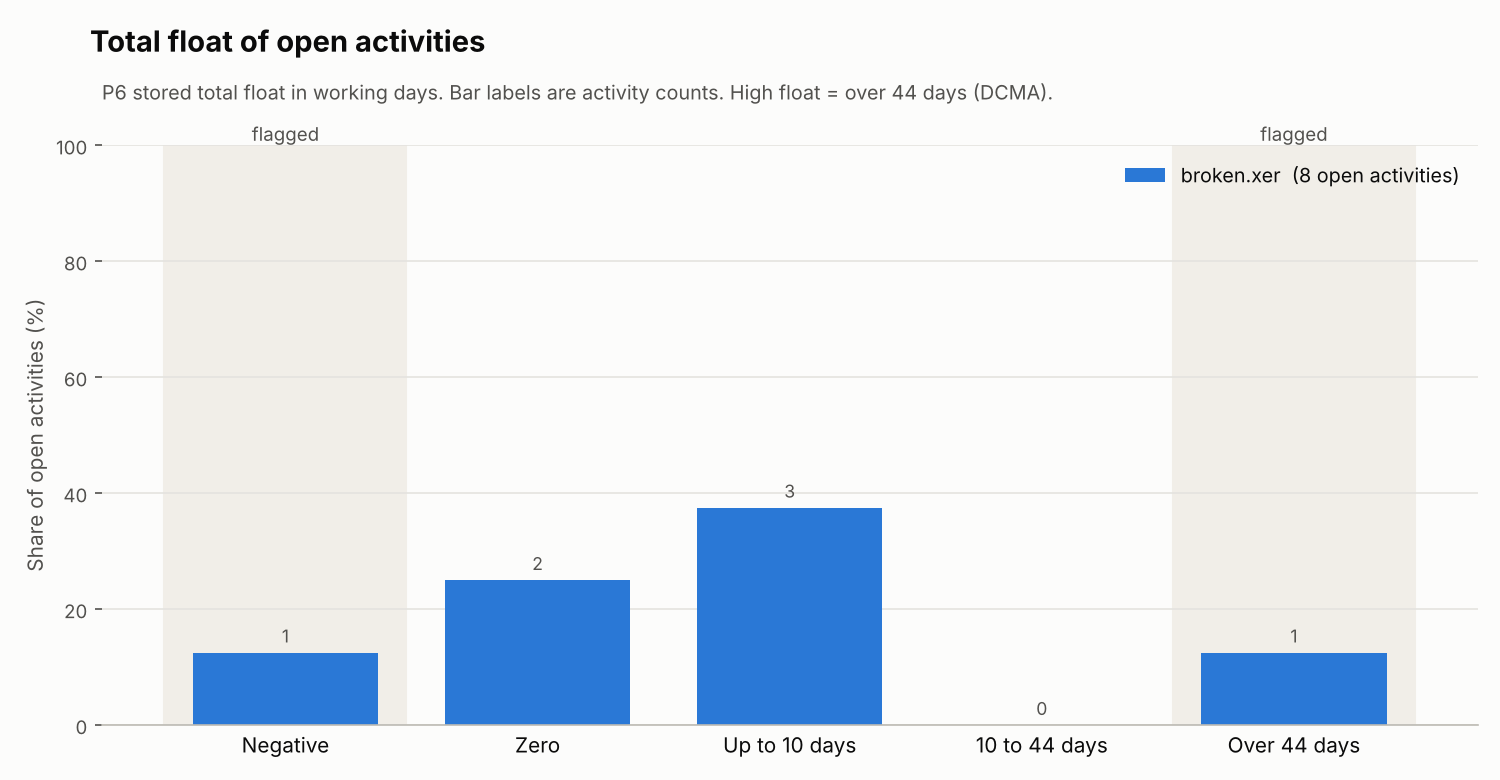 Total float of open activities
P6 stored total float in working days. Bar labels are activity counts. High float = over 44 days (DCMA).
flagged
flagged
broken.xer (8 open activities)
Share of open activities (%)
100
80
60
40
20
0
1
2
3
0
1
Negative
Zero
Up to 10 days
10 to 44 days
Over 44 days